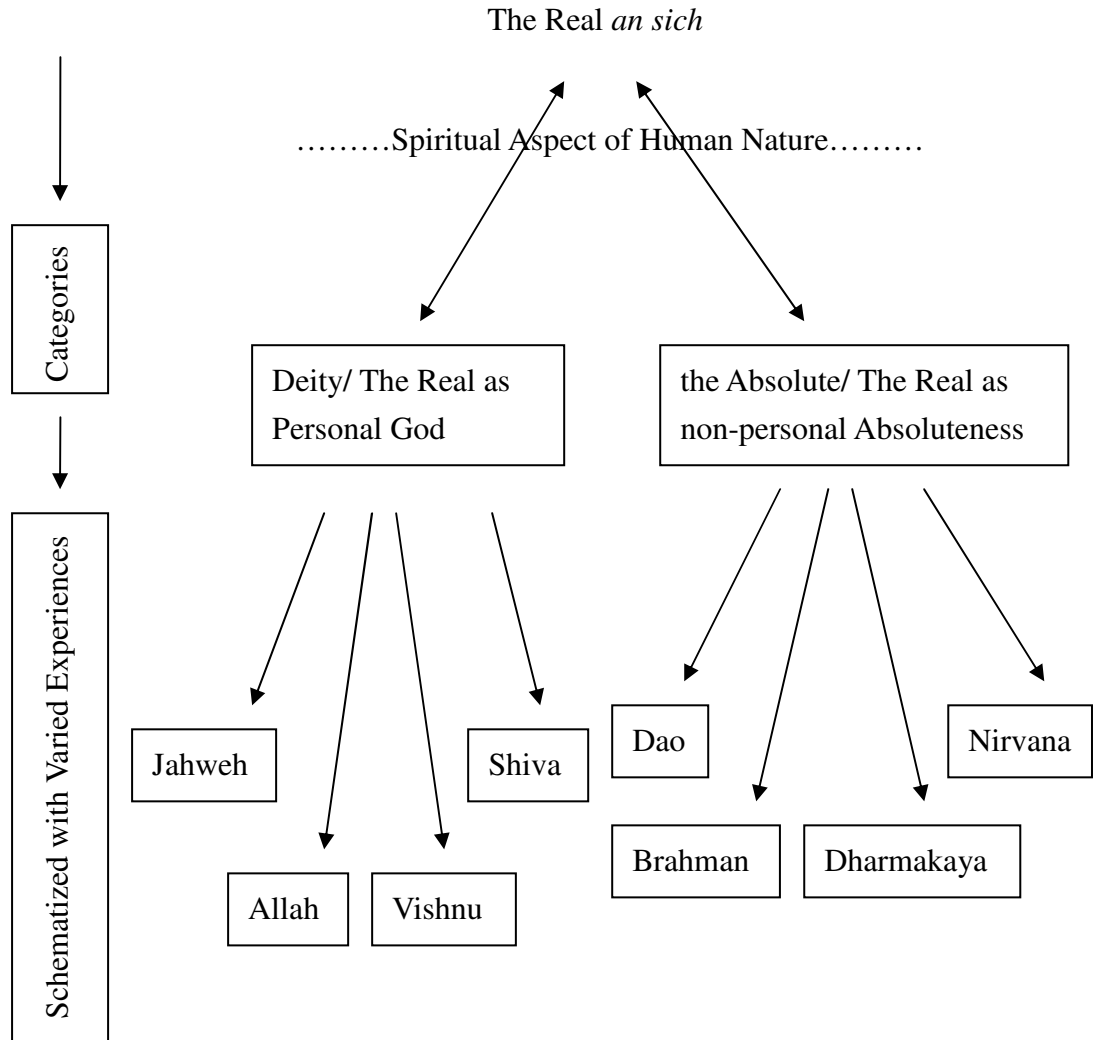 The Real an sich
………Spiritual Aspect of Human Nature………
Categories
Deity/ The Real as
Personal God
the Absolute/ The Real as
non-personal Absoluteness
Schematized with Varied Experiences
Jahweh
Shiva
Dao
Nirvana
Allah
Vishnu
Brahman
Dharmakaya